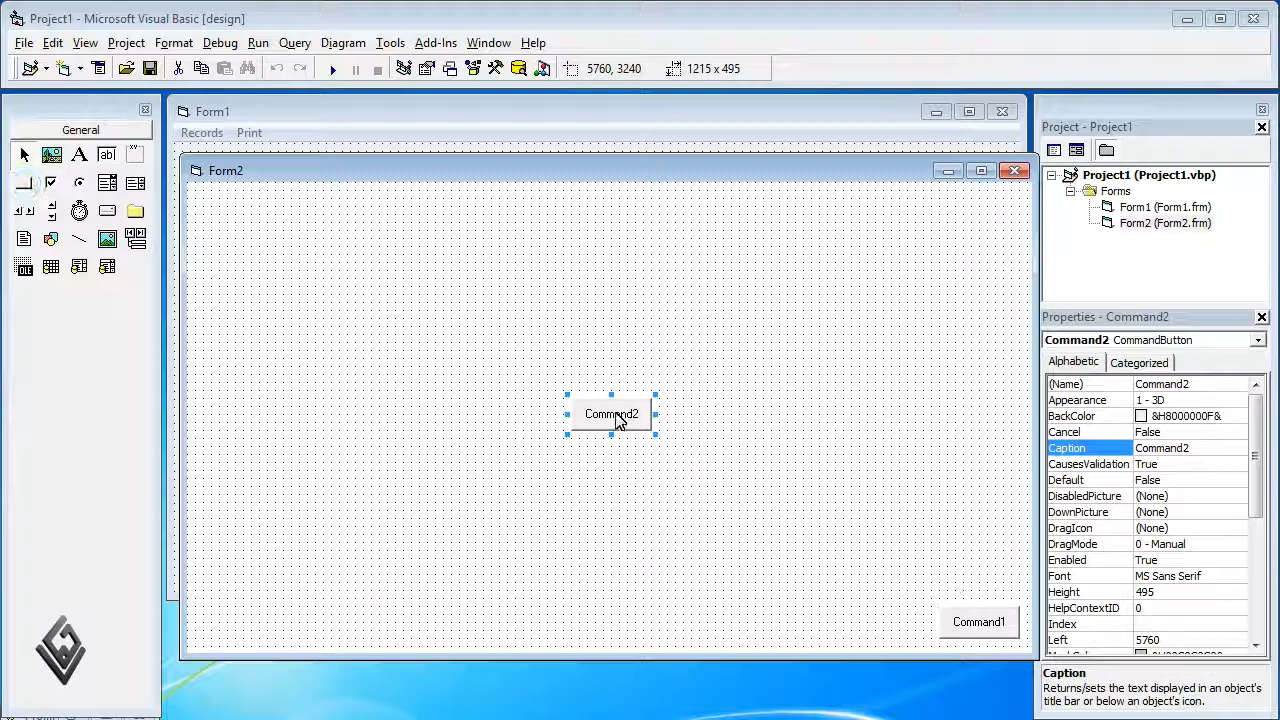 Project1 - Microsoft Visual Basic [design]
File Edit View Project Format Debug Run Query Diagram Tools Add-Ins Window Help
5760, 3240 1215 x 495
General
A ab| xv
OLE
Form1
Records Print
Form2
Command2
Command1
Project - Project1
Project1 (Project1.vbp)
Forms
Form1 (Form1.frm)
Form2 (Form2.frm)
Properties - Command2
Command2 CommandButton
Alphabetic Categorized
(Name) Command2
Appearance 1 - 3D
BackColor &H8000000F&
Cancel False
Caption Command2
CausesValidation True
Default False
DisabledPicture (None)
DownPicture (None)
DragIcon (None)
DragMode 0 - Manual
Enabled True
Font MS Sans Serif
Height 495
HelpContextID 0
Index
Left 5760
Caption
Returns/sets the text displayed in an object's
title bar or below an object's icon.